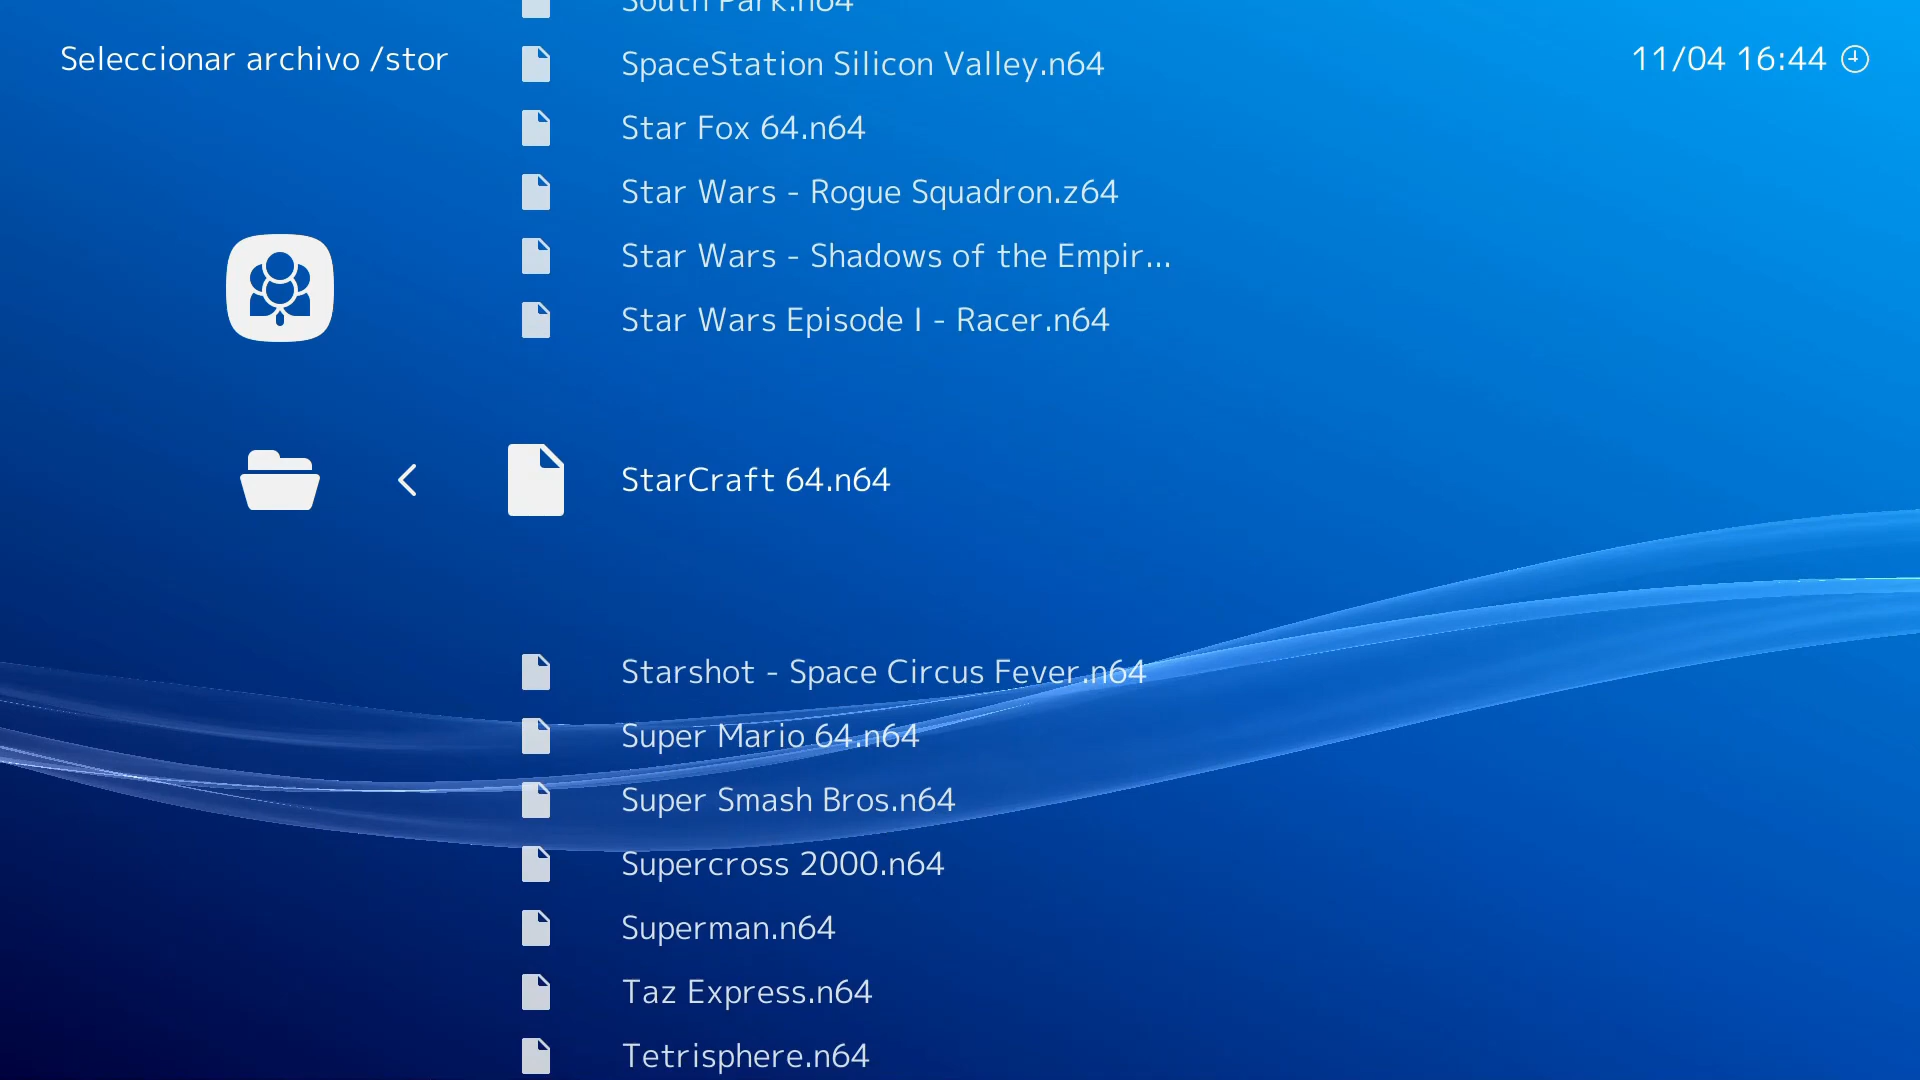 South Park.n64
Seleccionar archivo /stor
11/04 16:44
SpaceStation Silicon Valley.n64
Star Fox 64.n64
Star Wars - Rogue Squadron.z64
Star Wars - Shadows of the Empir...
Star Wars Episode I - Racer.n64
StarCraft 64.n64
Starshot - Space Circus Fever.n64
Super Mario 64.n64
Super Smash Bros.n64
Supercross 2000.n64
Superman.n64
Taz Express.n64
Tetrisphere.n64